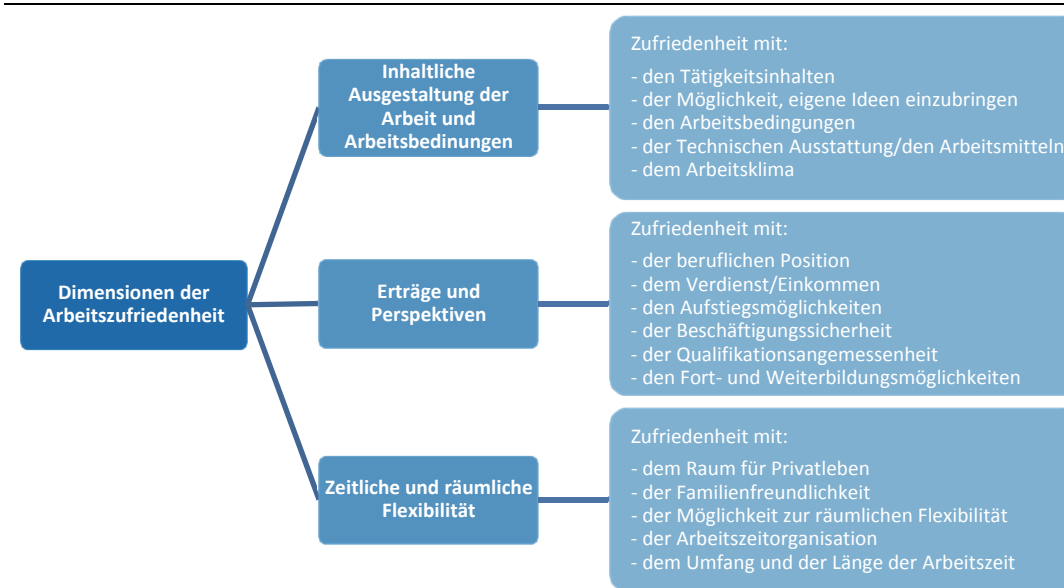 Dimensionen der
Arbeitszufriedenheit
Inhaltliche
Ausgestaltung der
Arbeit und
Arbeitsbedinungen
Zufriedenheit mit:
- den Tätigkeitsinhalten
- der Möglichkeit, eigene Ideen einzubringen
- den Arbeitsbedingungen
- der Technischen Ausstattung/den Arbeitsmitteln
- dem Arbeitsklima
Erträge und
Perspektiven
Zufriedenheit mit:
- der beruflichen Position
- dem Verdienst/Einkommen
- den Aufstiegsmöglichkeiten
- der Beschäftigungssicherheit
- der Qualifikationsangemessenheit
- den Fort- und Weiterbildungsmöglichkeiten
Zeitliche und räumliche
Flexibilität
Zufriedenheit mit:
- dem Raum für Privatleben
- der Familienfreundlichkeit
- der Möglichkeit zur räumlichen Flexibilität
- der Arbeitszeitorganisation
- dem Umfang und der Länge der Arbeitszeit